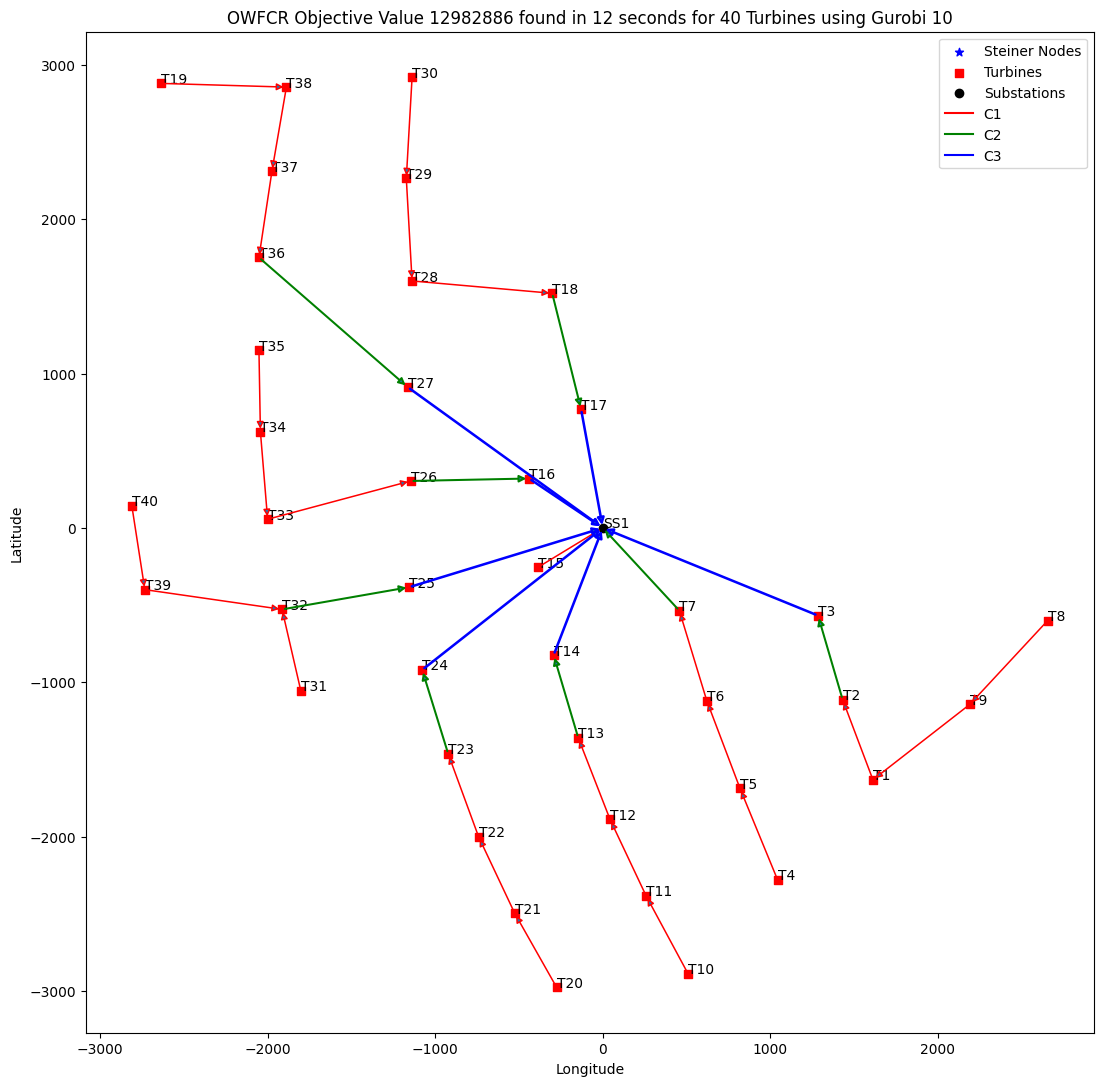 OWFCR Objective Value 12982886 found in 12 seconds for 40 Turbines using Gurobi 10
Steiner Nodes
Turbines
Substations
C1
C2
C3
3000
2000
1000
0
−1000
−2000
−3000
Latitude
T19
T38
T30
T37
T29
T36
T28
T18
T35
T27
T17
T34
T26
T16
T40
T33
SS1
T39
T32
T25
T15
T7
T3
T8
T31
T24
T14
T6
T2
T9
T23
T13
T5
T1
T22
T12
T21
T11
T4
T20
T10
−3000
−2000
−1000
0
1000
2000
Longitude